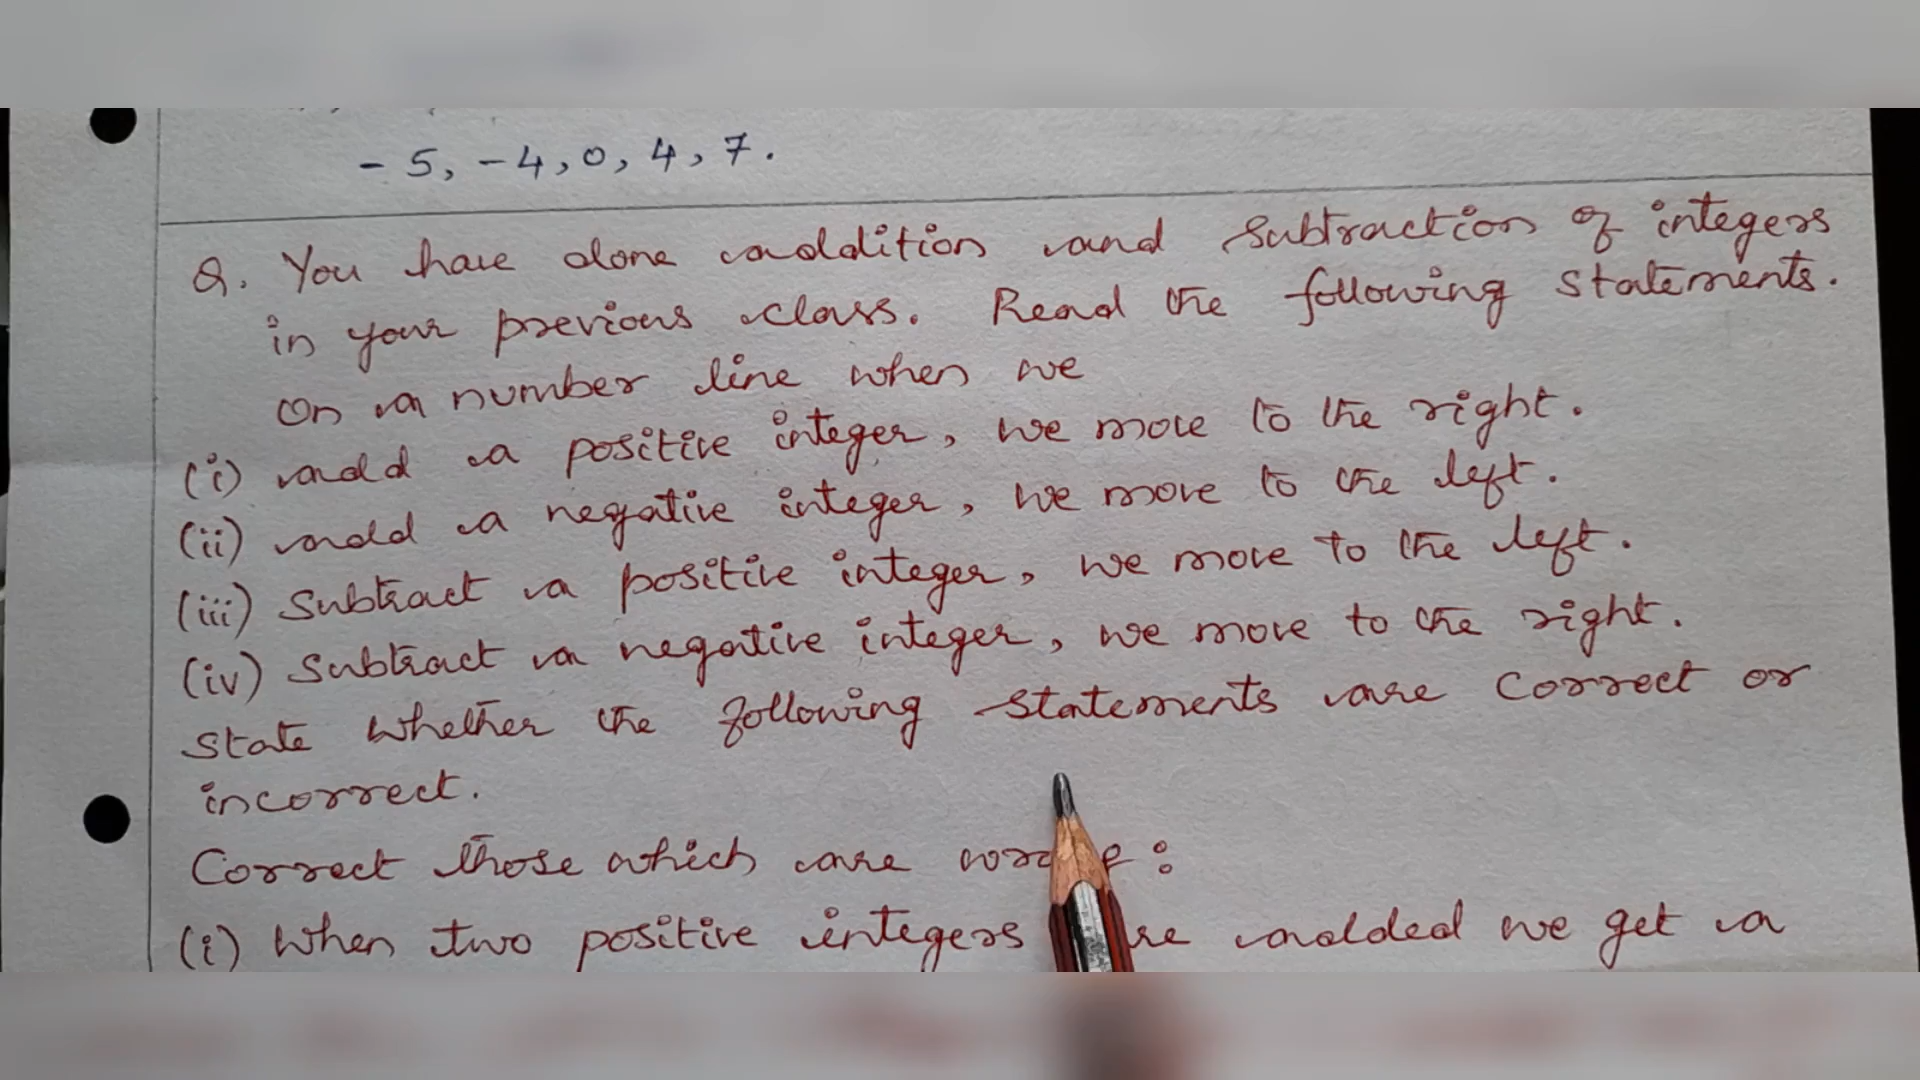 - 5, -4, 0, 4, 7.
Q. You have done addition and subtraction of integers
in your previous class. Read the following statements.
On a number line when we
(i) add a positive integer, we move to the right.
(ii) add a negative integer, we move to the left.
(iii) Subtract a positive integer, we move to the left.
(iv) Subtract a negative integer, we move to the right.
State whether the following statements are correct or
incorrect.
Correct those which are :
(i) When two positive integers are added we get a